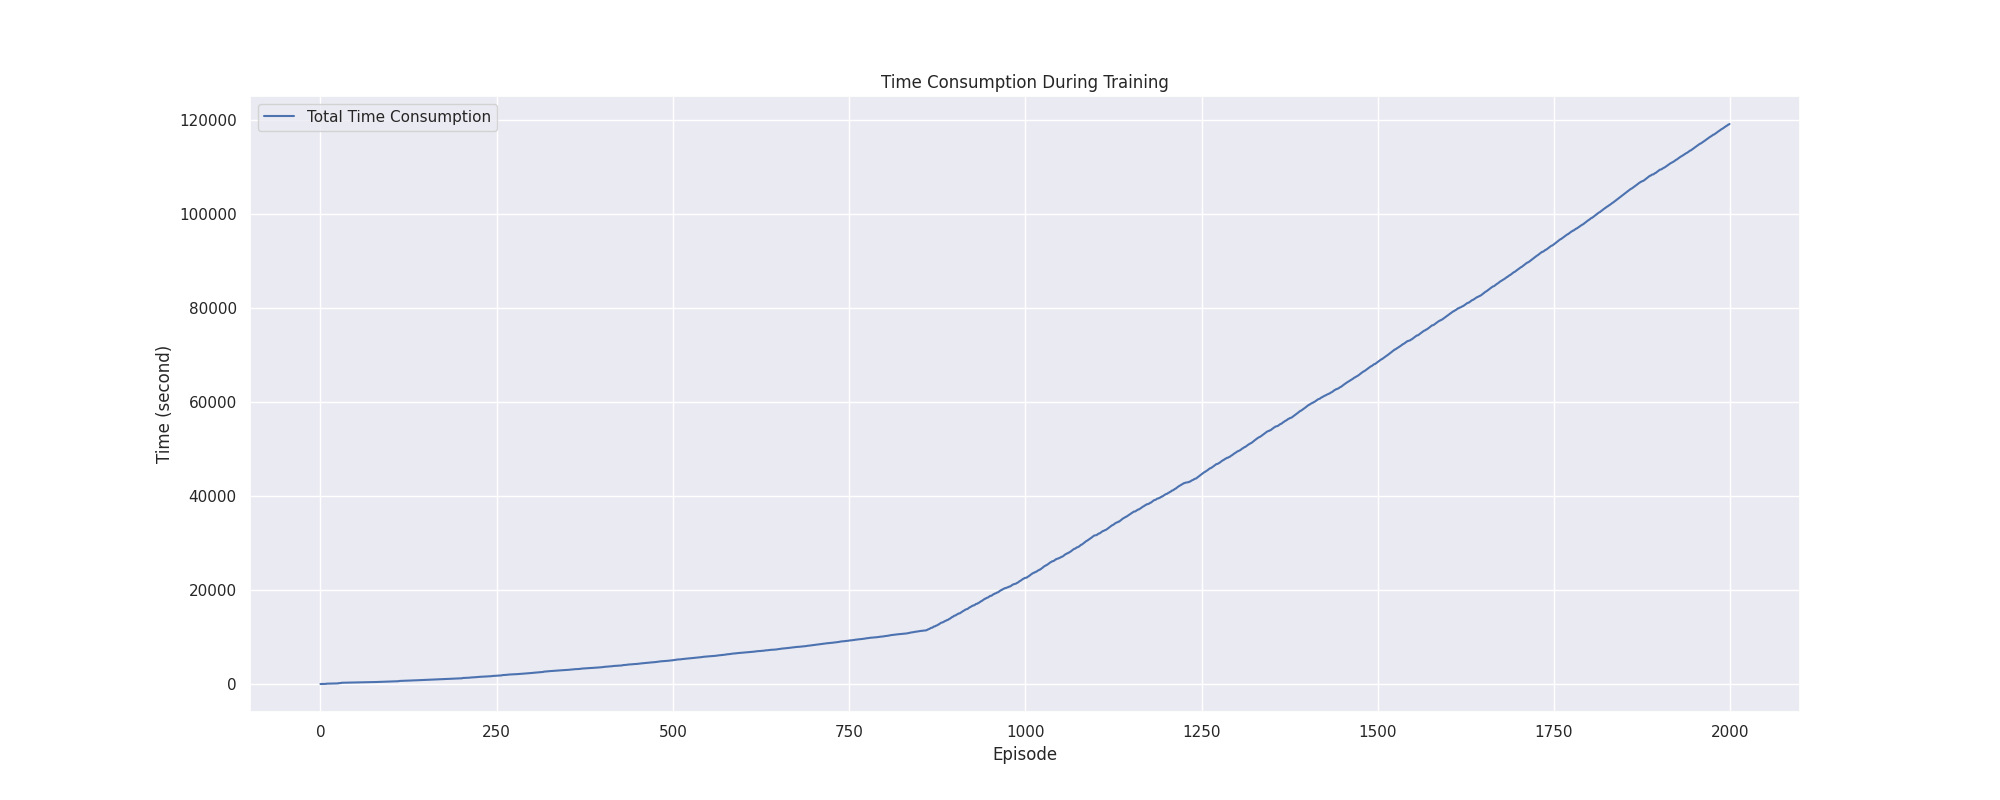 Time Consumption During Training
Total Time Consumption
120000
100000
80000
60000
40000
20000
0
Time (second)
0 250 500 750 1000 1250 1500 1750 2000
Episode